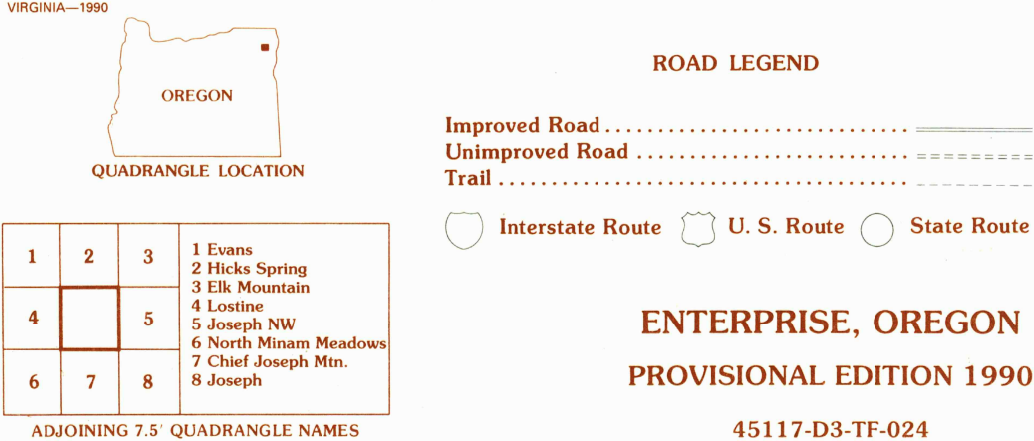 VIRGINIA—1990
OREGON
QUADRANGLE LOCATION
1 2 3
4 5
6 7 8
1 Evans
2 Hicks Spring
3 Elk Mountain
4 Lostine
5 Joseph NW
6 North Minam Meadows
7 Chief Joseph Mtn.
8 Joseph
ADJOINING 7.5′ QUADRANGLE NAMES
ROAD LEGEND
Improved Road
Unimproved Road
Trail
Interstate Route U. S. Route State Route
ENTERPRISE, OREGON
PROVISIONAL EDITION 1990
45117-D3-TF-024